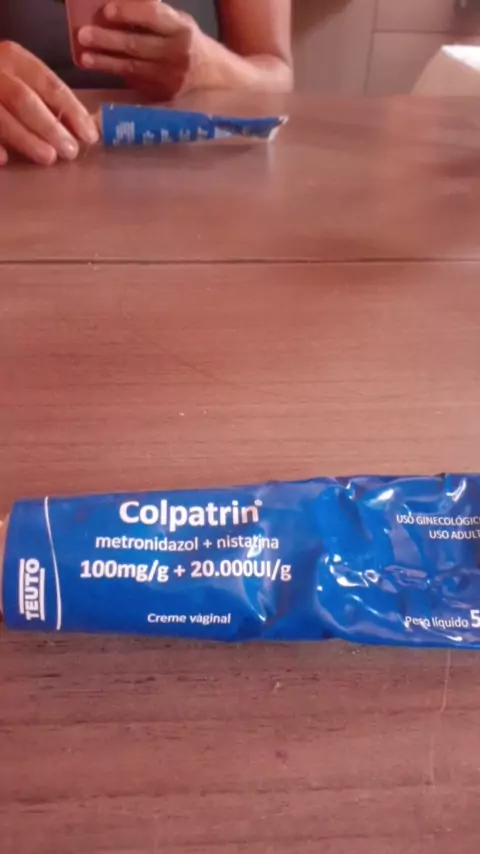 Colpatrin®
metronidazol + nistatina
100mg/g + 20.000UI/g
Creme vaginal
TEUTO
USO GINECOLÓGIC
USO ADULT
Peso líquido 5